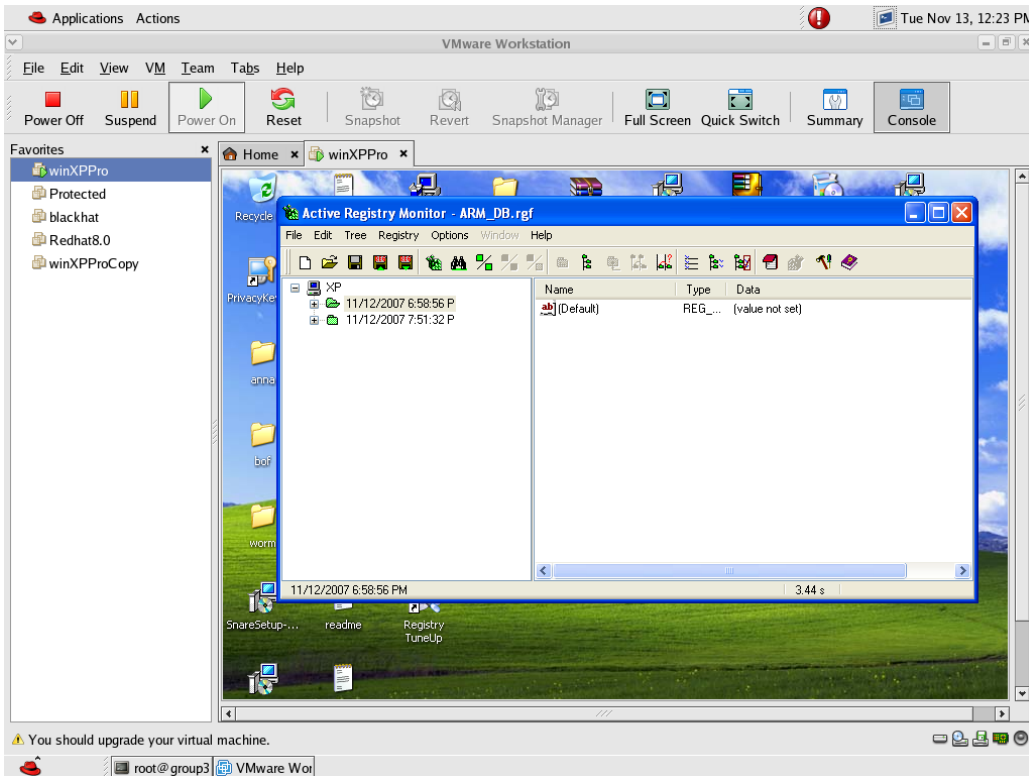 Applications Actions
Tue Nov 13, 12:23 PM
VMware Workstation
File Edit View VM Team Tabs Help
Power Off Suspend Power On Reset Snapshot Revert Snapshot Manager Full Screen Quick Switch Summary Console
Favorites
winXPPro
Protected
blackhat
Redhat8.0
winXPProCopy
Home winXPPro
Recycle
PrivacyKe
anna
bof
worm
SnareSetup-...
readme
Registry
TuneUp
Active Registry Monitor - ARM_DB.rgf
File Edit Tree Registry Options Window Help
XP
11/12/2007 6:58:56 P
11/12/2007 7:51:32 P
Name Type Data
ab (Default) REG_... (value not set)
11/12/2007 6:58:56 PM 3.44 s
You should upgrade your virtual machine.
root@group3 VMware Wor